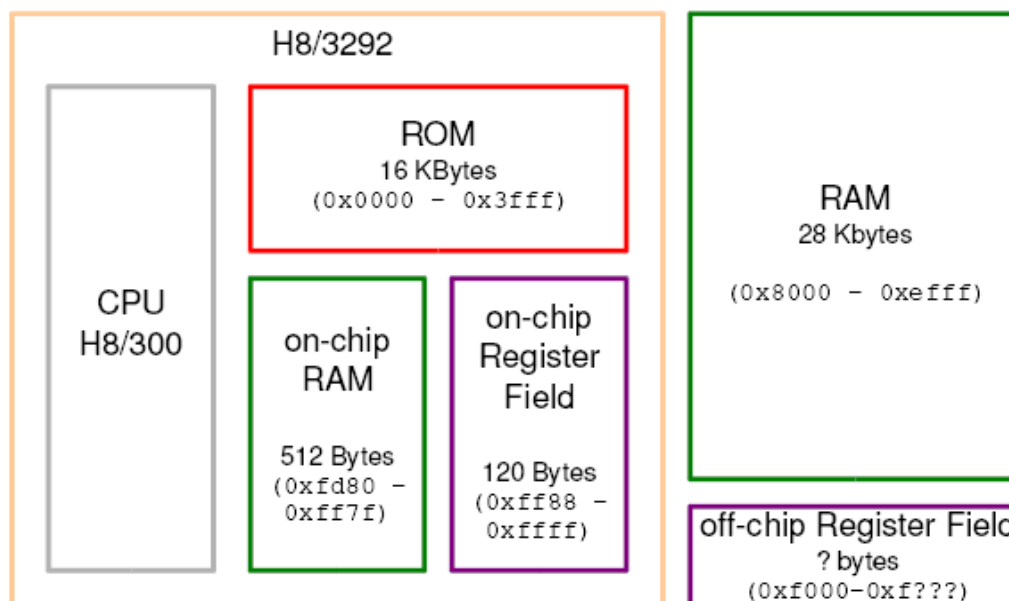 H8/3292
CPU
H8/300
ROM
16 KBytes
(0x0000 - 0x3fff)
on-chip
RAM
512 Bytes
(0xfd80 -
0xff7f)
on-chip
Register
Field
120 Bytes
(0xff88 -
0xffff)
RAM
28 Kbytes
(0x8000 - 0xefff)
off-chip Register Field
? bytes
(0xf000-0xf???)